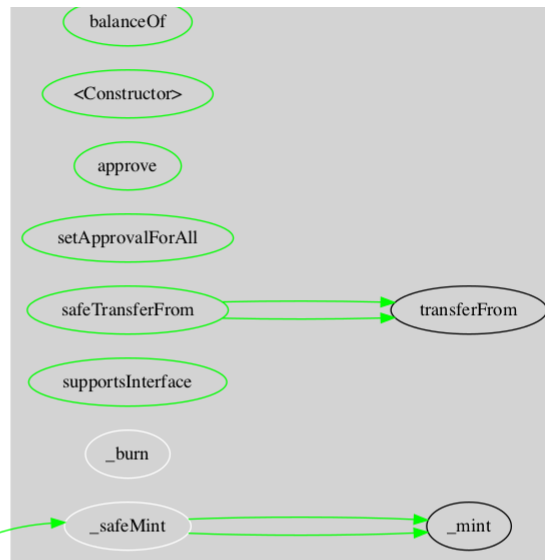 balanceOf
<Constructor>
approve
setApprovalForAll
safeTransferFrom
transferFrom
supportsInterface
_burn
_safeMint
_mint